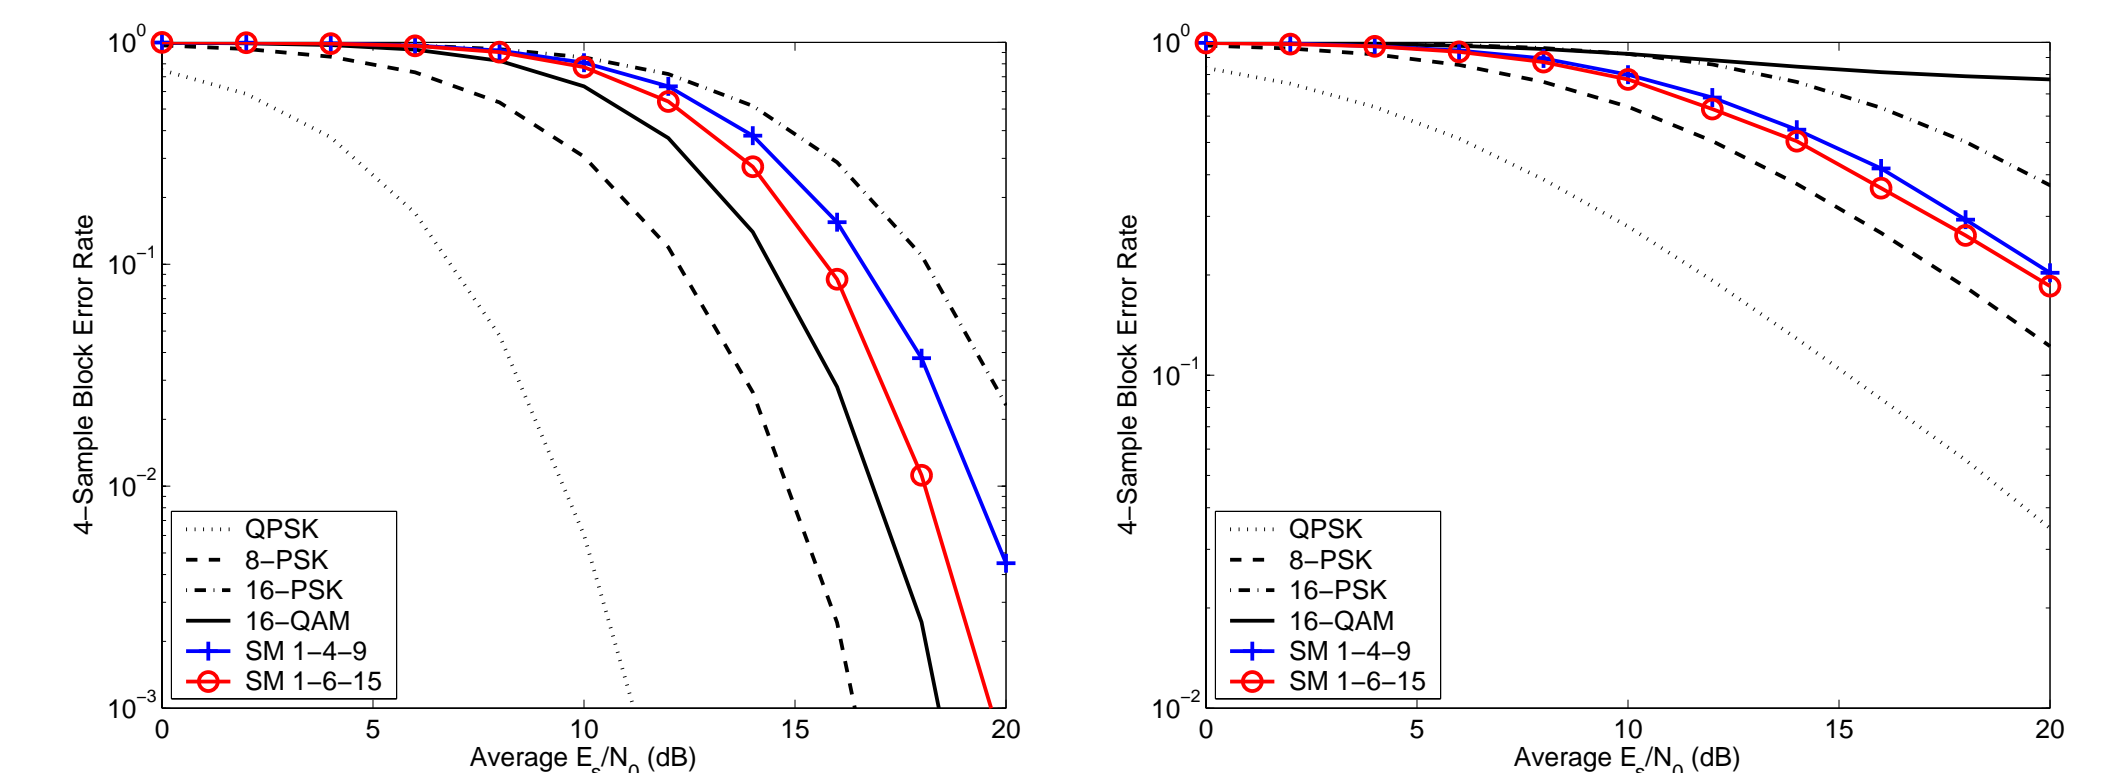 10^0
10^−1
10^−2
10^−3
4−Sample Block Error Rate
QPSK
8−PSK
16−PSK
16−QAM
SM 1−4−9
SM 1−6−15
0 5 10 15 20
Average E_s/N_0 (dB)
10^0
10^−1
10^−2
4−Sample Block Error Rate
QPSK
8−PSK
16−PSK
16−QAM
SM 1−4−9
SM 1−6−15
0 5 10 15 20
Average E_s/N_0 (dB)